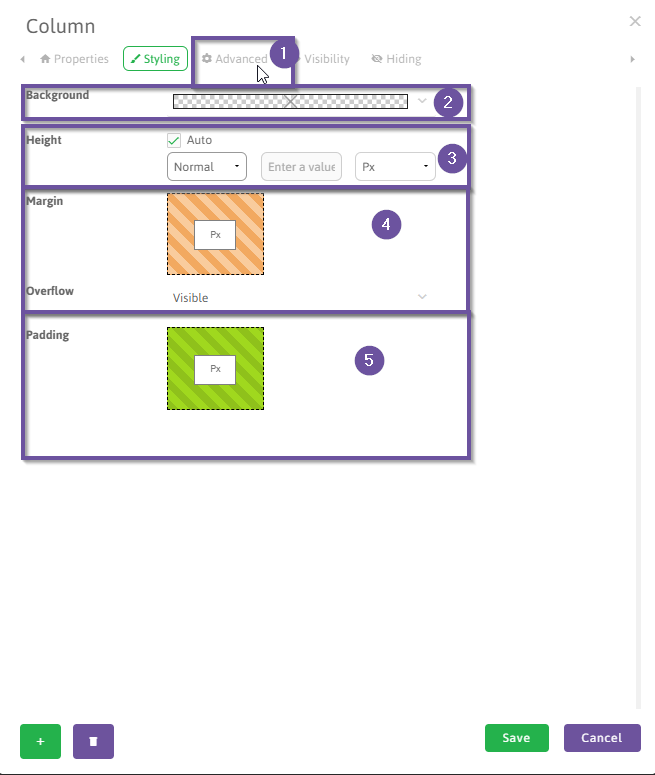 Column
Properties Styling Advanced 1 Visibility Hiding
Background 2
Height Auto
Normal Enter a value Px 3
Margin 4
Px
Overflow Visible
Padding
Px 5
+ Save Cancel